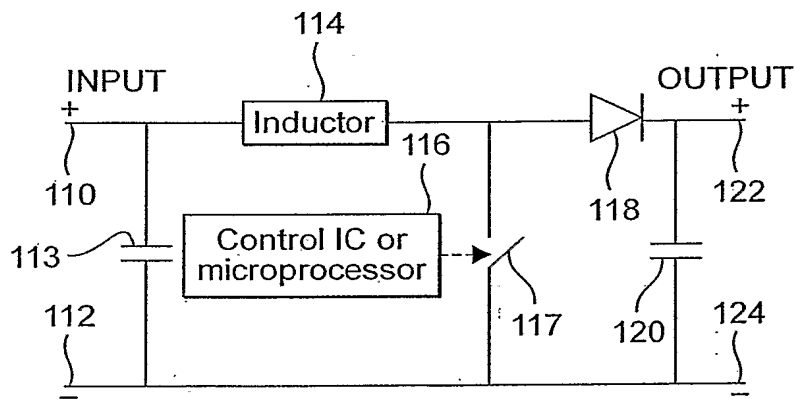 114
INPUT
OUTPUT
+
+
Inductor
116
110
118
122
113
Control IC or
microprocessor
112
117
120
124
−
−